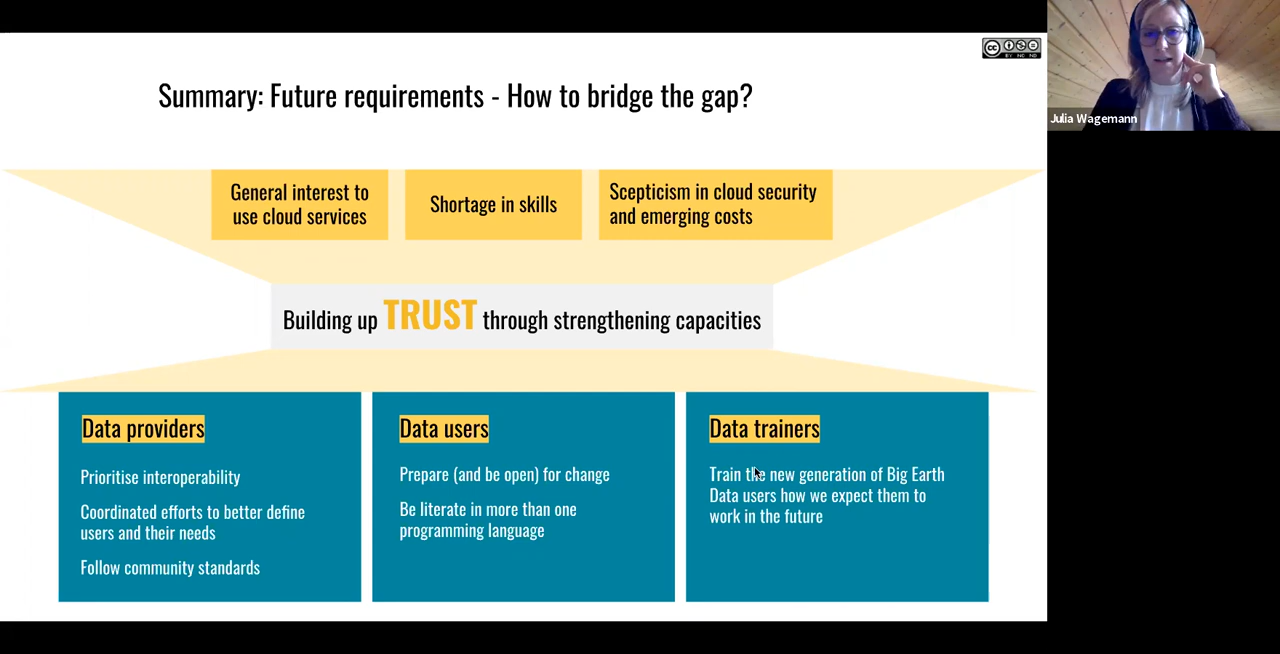 Summary: Future requirements - How to bridge the gap?
General interest to
use cloud services
Shortage in skills
Scepticism in cloud security
and emerging costs
Building up TRUST through strengthening capacities
Data providers
Prioritise interoperability
Coordinated efforts to better define
users and their needs
Follow community standards
Data users
Prepare (and be open) for change
Be literate in more than one
programming language
Data trainers
Train the new generation of Big Earth
Data users how we expect them to
work in the future
cc
BY NC ND
Julia Wagemann